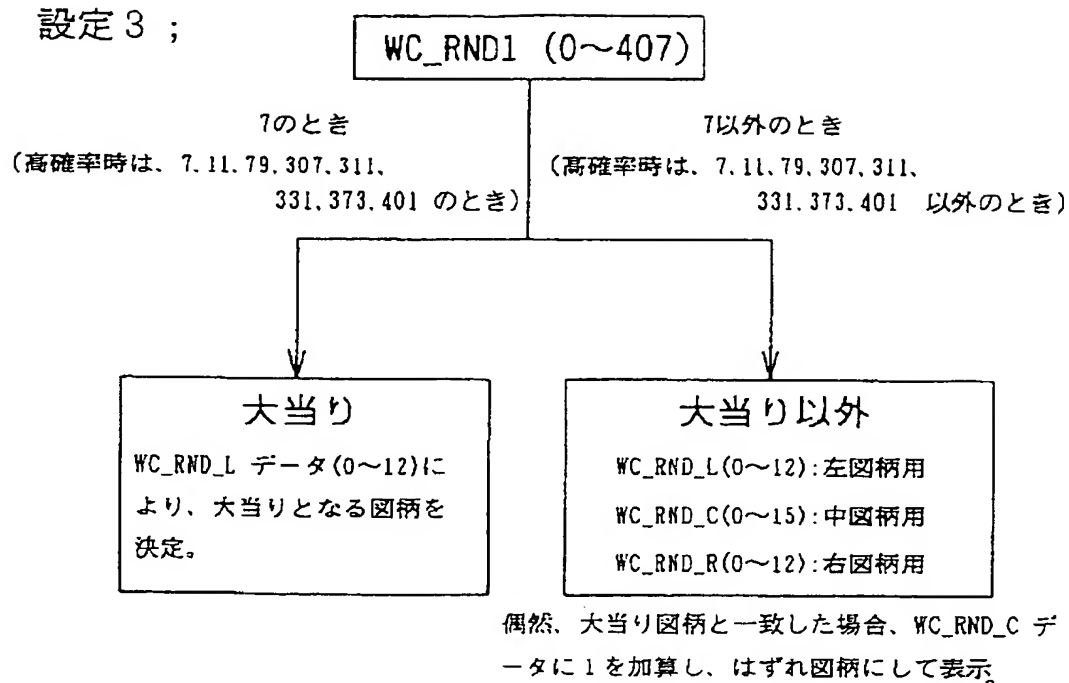 設定3;
WC_RND1 (0～407)
7のとき
(高確率時は、7.11.79.307.311、
331.373.401 のとき)
7以外のとき
(高確率時は、7.11.79.307.311、
331.373.401 以外のとき)
大当り
WC_RND_L データ(0～12)に
より、大当りとなる図柄を
決定。
大当り以外
WC_RND_L(0～12):左図柄用
WC_RND_C(0～15):中図柄用
WC_RND_R(0～12):右図柄用
偶然、大当り図柄と一致した場合、WC_RND_C デ
ータに1を加算し、はずれ図柄にして表示。